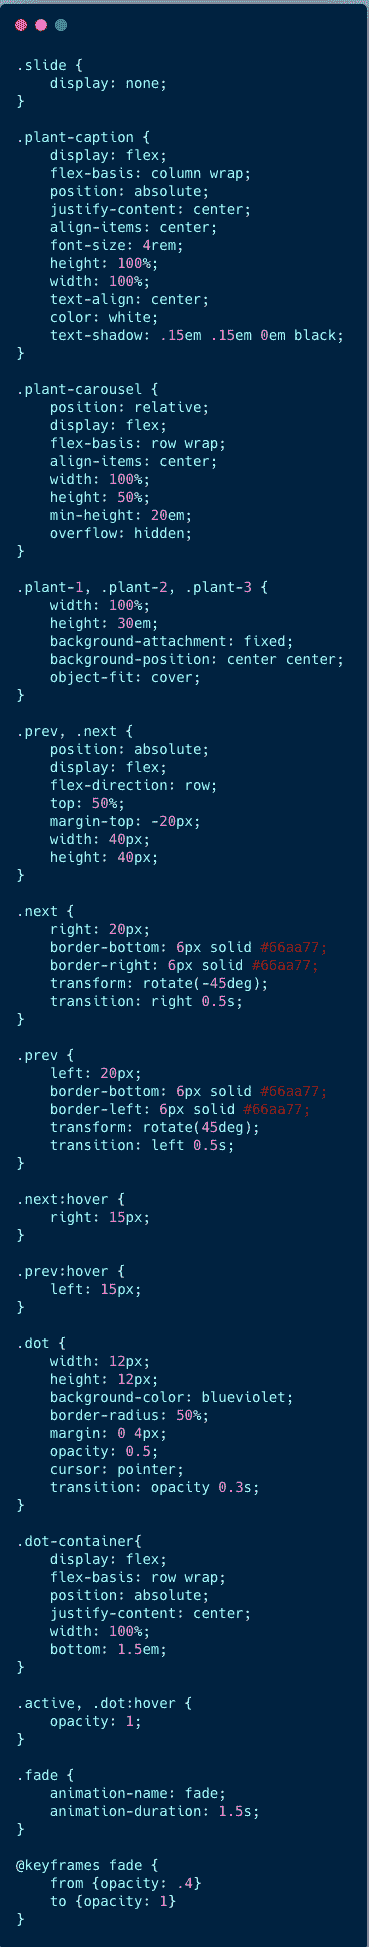 .slide {
    display: none;
}

.plant-caption {
    display: flex;
    flex-basis: column wrap;
    position: absolute;
    justify-content: center;
    align-items: center;
    font-size: 4rem;
    height: 100%;
    width: 100%;
    text-align: center;
    color: white;
    text-shadow: .15em .15em 0em black;
}

.plant-carousel {
    position: relative;
    display: flex;
    flex-basis: row wrap;
    align-items: center;
    width: 100%;
    height: 50%;
    min-height: 20em;
    overflow: hidden;
}

.plant-1, .plant-2, .plant-3 {
    width: 100%;
    height: 30em;
    background-attachment: fixed;
    background-position: center center;
    object-fit: cover;
}

.prev, .next {
    position: absolute;
    display: flex;
    flex-direction: row;
    top: 50%;
    margin-top: -20px;
    width: 40px;
    height: 40px;
}

.next {
    right: 20px;
    border-bottom: 6px solid #66aa77;
    border-right: 6px solid #66aa77;
    transform: rotate(-45deg);
    transition: right 0.5s;
}

.prev {
    left: 20px;
    border-bottom: 6px solid #66aa77;
    border-left: 6px solid #66aa77;
    transform: rotate(45deg);
    transition: left 0.5s;
}

.next:hover {
    right: 15px;
}

.prev:hover {
    left: 15px;
}

.dot {
    width: 12px;
    height: 12px;
    background-color: blueviolet;
    border-radius: 50%;
    margin: 0 4px;
    opacity: 0.5;
    cursor: pointer;
    transition: opacity 0.3s;
}

.dot-container{
    display: flex;
    flex-basis: row wrap;
    position: absolute;
    justify-content: center;
    width: 100%;
    bottom: 1.5em;
}

.active, .dot:hover {
    opacity: 1;
}

.fade {
    animation-name: fade;
    animation-duration: 1.5s;
}

@keyframes fade {
    from {opacity: .4}
    to {opacity: 1}
}